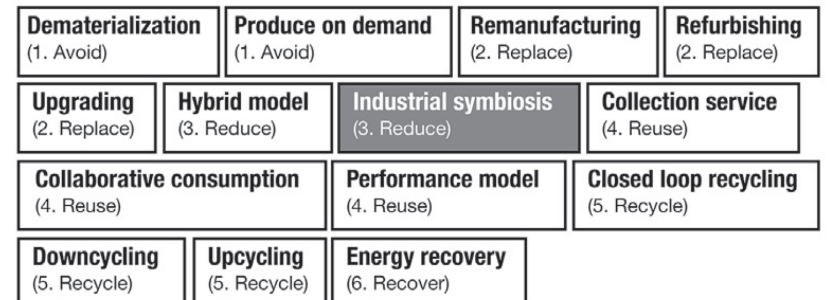 Dematerialization
(1. Avoid)
Produce on demand
(1. Avoid)
Remanufacturing
(2. Replace)
Refurbishing
(2. Replace)
Upgrading
(2. Replace)
Hybrid model
(3. Reduce)
Industrial symbiosis
(3. Reduce)
Collection service
(4. Reuse)
Collaborative consumption
(4. Reuse)
Performance model
(4. Reuse)
Closed loop recycling
(5. Recycle)
Downcycling
(5. Recycle)
Upcycling
(5. Recycle)
Energy recovery
(6. Recover)